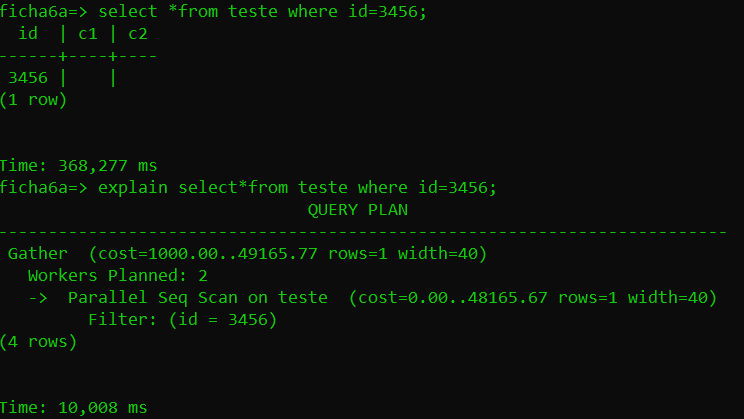 ficha6a=> select *from teste where id=3456;
  id  | c1 | c2
------+----+----
 3456 |    |
(1 row)
Time: 368,277 ms
ficha6a=> explain select*from teste where id=3456;
                               QUERY PLAN
-------------------------------------------------------------------------
 Gather  (cost=1000.00..49165.77 rows=1 width=40)
   Workers Planned: 2
   ->  Parallel Seq Scan on teste  (cost=0.00..48165.67 rows=1 width=40)
         Filter: (id = 3456)
(4 rows)
Time: 10,008 ms